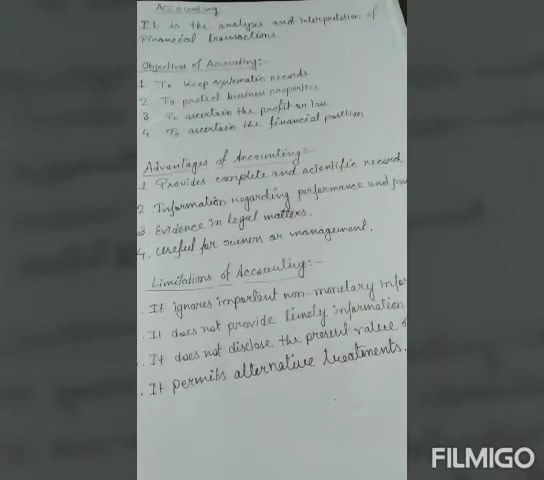 Accounting
It is the analysis and interpretation of
Financial transactions
Objectives of Accounting:-
1 To keep systematic records
2 To protect business properties
3 To ascertain the profit or loss
4 To ascertain the financial position
Advantages of Accounting:-
1 Provides complete and scientific record
2. Information regarding performance and
3. Evidence in legal matters.
4. Useful for owners or management.
Limitations of Accounting:-
. It ignores important non-monetary infor
. It does not provide timely information
. It does not disclose the present value o
. It permits alternative treatments.
FILMIGO